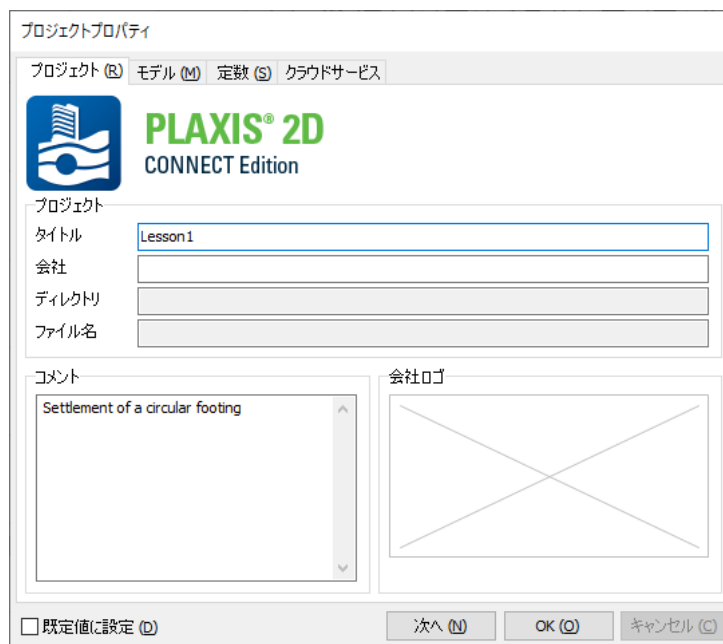 プロジェクトプロパティ
プロジェクト (R) モデル (M) 定数 (S) クラウドサービス
PLAXIS® 2D
CONNECT Edition
プロジェクト
タイトル Lesson1
会社
ディレクトリ
ファイル名
コメント 会社ロゴ
Settlement of a circular footing
既定値に設定 (D) 次へ (N) OK (O) キャンセル (C)